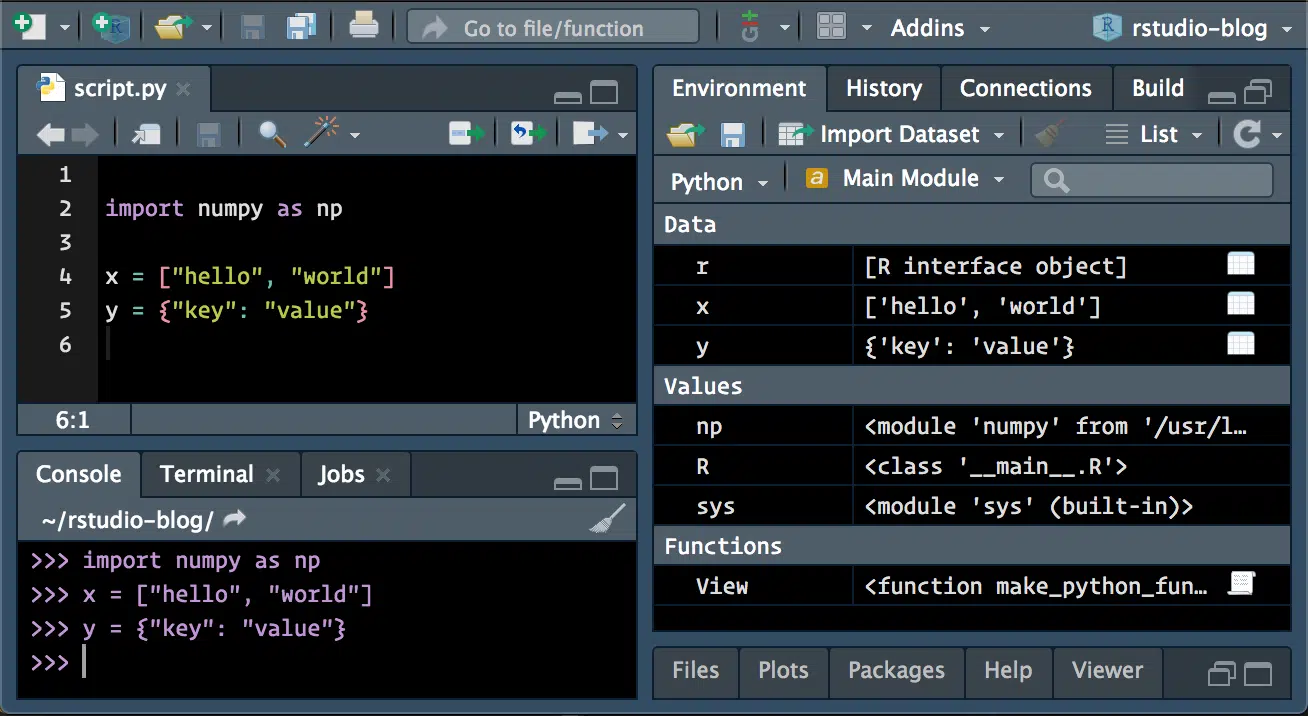 Go to file/function
Addins
rstudio-blog
script.py
1
2 import numpy as np
3
4 x = ["hello", "world"]
5 y = {"key": "value"}
6
6:1 Python
Console Terminal Jobs
~/rstudio-blog/
>>> import numpy as np
>>> x = ["hello", "world"]
>>> y = {"key": "value"}
>>>
Environment History Connections Build
Import Dataset List
Python a Main Module
Data
r [R interface object]
x ['hello', 'world']
y {'key': 'value'}
Values
np <module 'numpy' from '/usr/l…
R <class '__main__.R'>
sys <module 'sys' (built-in)>
Functions
View <function make_python_fun…
Files Plots Packages Help Viewer